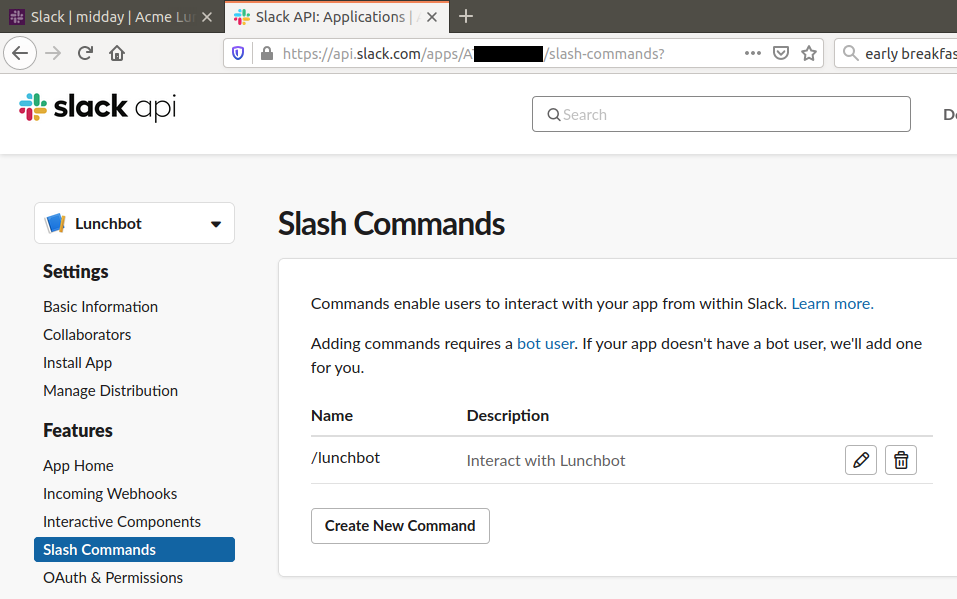 Slack | midday | Acme Lu
Slack API: Applications |
https://api.slack.com/apps/A /slash-commands?
early breakfas
slack api
Search
Lunchbot
Settings
Basic Information
Collaborators
Install App
Manage Distribution
Features
App Home
Incoming Webhooks
Interactive Components
Slash Commands
OAuth & Permissions
Slash Commands
Commands enable users to interact with your app from within Slack. Learn more.
Adding commands requires a bot user. If your app doesn't have a bot user, we'll add one
for you.
Name Description
/lunchbot Interact with Lunchbot
Create New Command